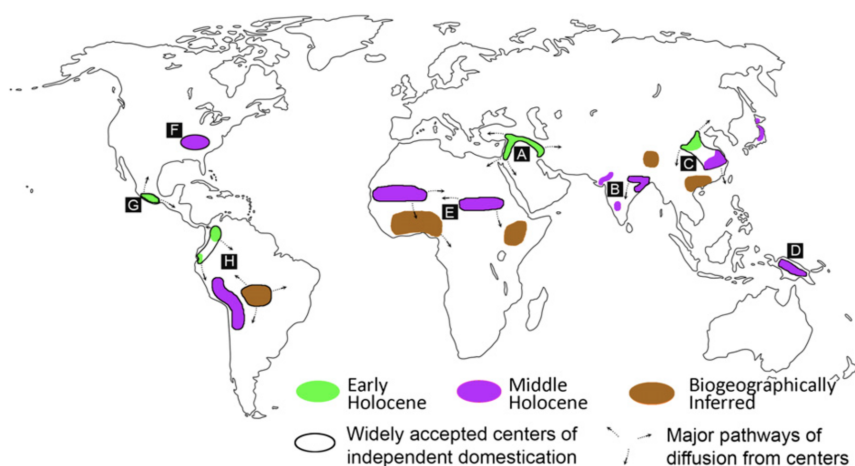 F
A
C
B
G
E
H
D
Early
Holocene
Middle
Holocene
Biogeographically
Inferred
Widely accepted centers of
independent domestication
Major pathways of
diffusion from centers